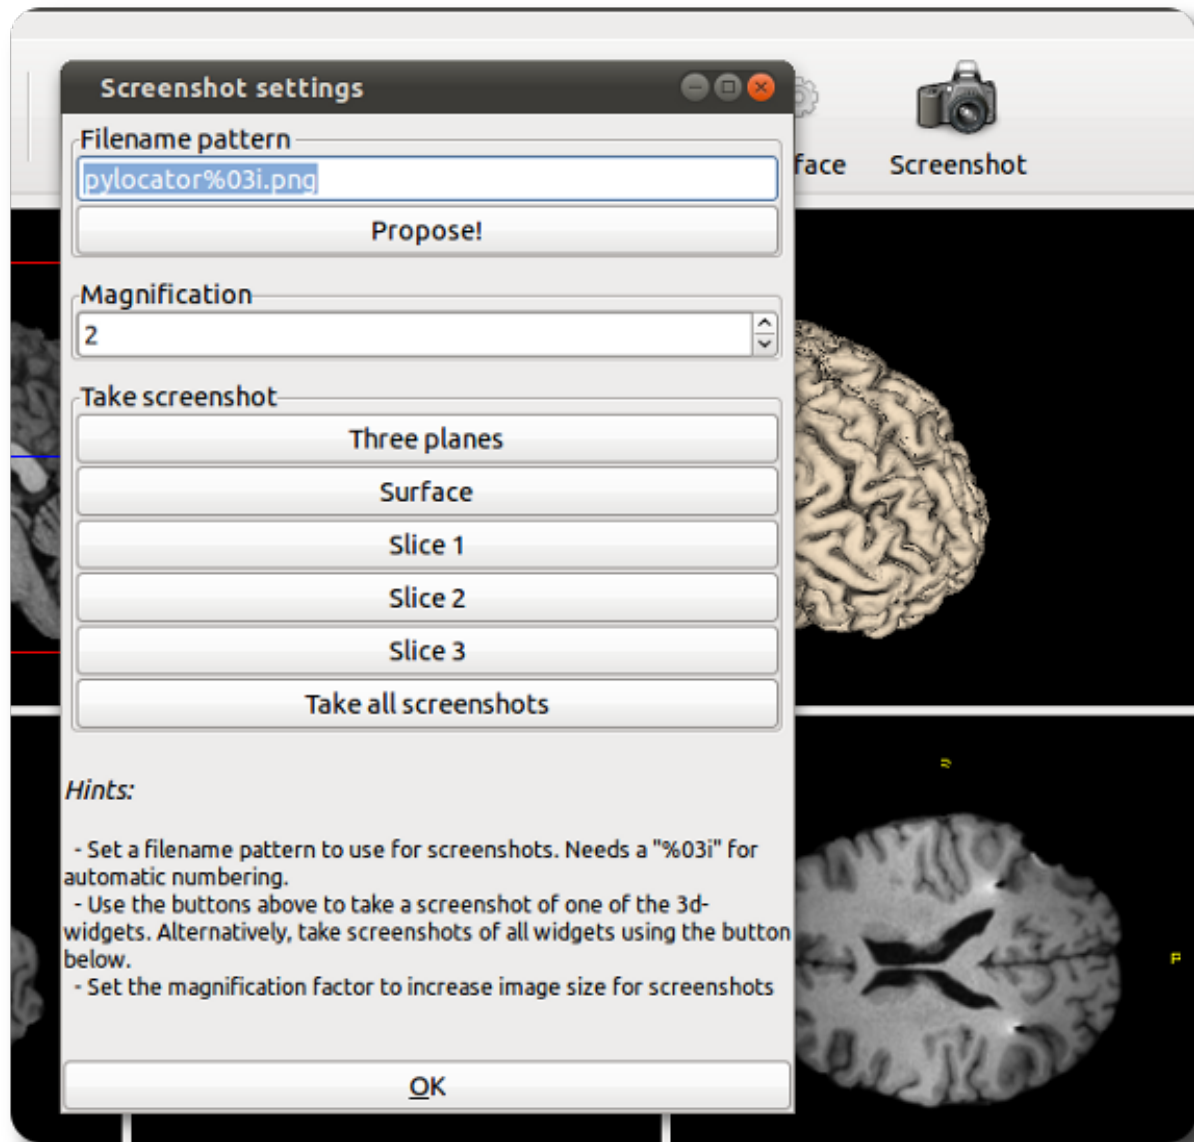 Screenshot settings
Filename pattern
pylocator%03i.png
Propose!
Magnification
2
Take screenshot
Three planes
Surface
Slice 1
Slice 2
Slice 3
Take all screenshots
Hints:
- Set a filename pattern to use for screenshots. Needs a "%03i" for
automatic numbering.
- Use the buttons above to take a screenshot of one of the 3d-
widgets. Alternatively, take screenshots of all widgets using the button
below.
- Set the magnification factor to increase image size for screenshots
OK
face
Screenshot
P